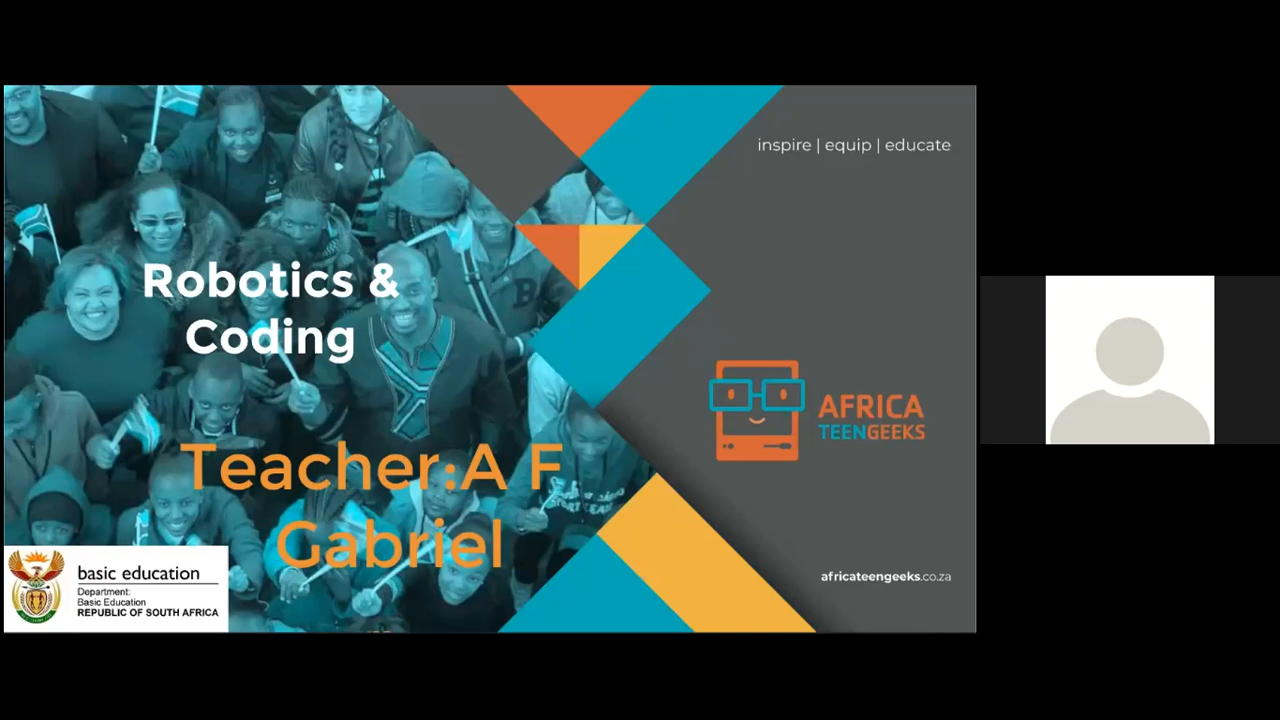 inspire | equip | educate
Robotics &
Coding
AFRICA
TEENGEEKS
Teacher:A F
Gabriel
basic education
Department:
Basic Education
REPUBLIC OF SOUTH AFRICA
africateengeeks.co.za